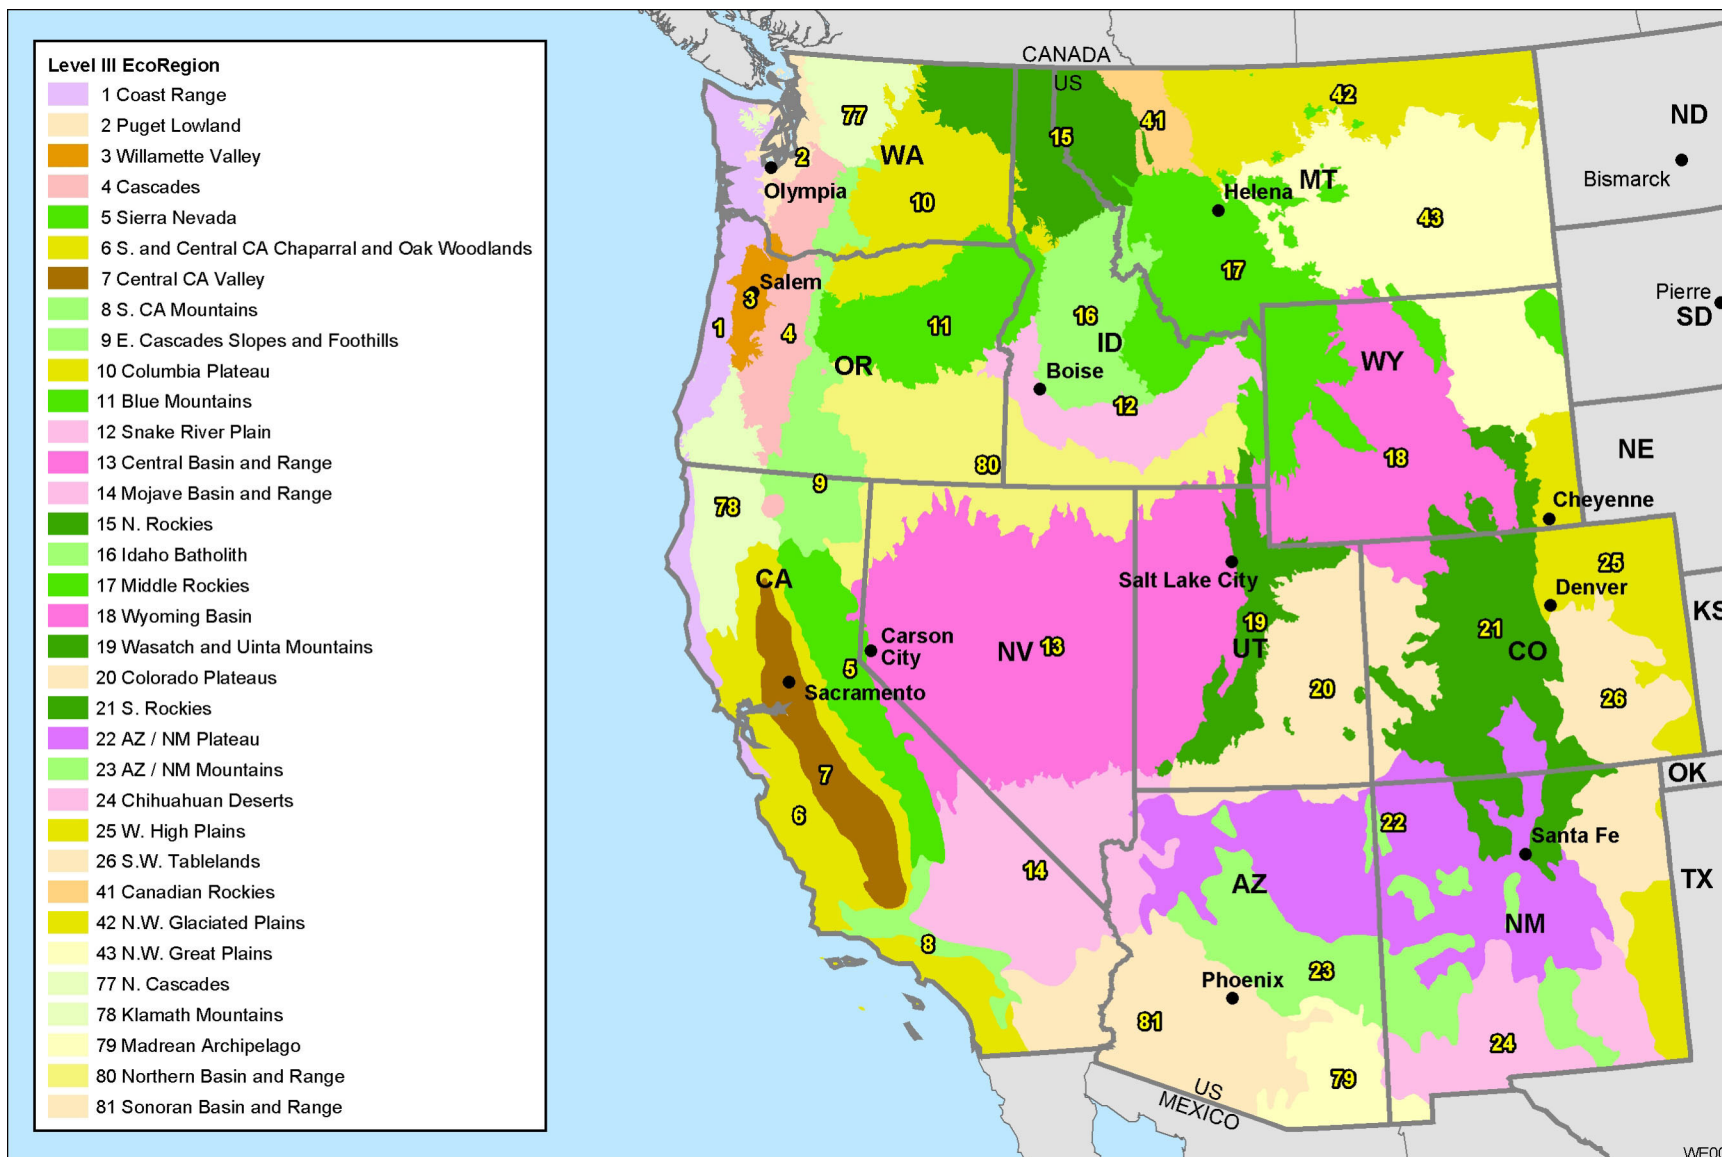 Level III EcoRegion
1 Coast Range
2 Puget Lowland
3 Willamette Valley
4 Cascades
5 Sierra Nevada
6 S. and Central CA Chaparral and Oak Woodlands
7 Central CA Valley
8 S. CA Mountains
9 E. Cascades Slopes and Foothills
10 Columbia Plateau
11 Blue Mountains
12 Snake River Plain
13 Central Basin and Range
14 Mojave Basin and Range
15 N. Rockies
16 Idaho Batholith
17 Middle Rockies
18 Wyoming Basin
19 Wasatch and Uinta Mountains
20 Colorado Plateaus
21 S. Rockies
22 AZ / NM Plateau
23 AZ / NM Mountains
24 Chihuahuan Deserts
25 W. High Plains
26 S.W. Tablelands
41 Canadian Rockies
42 N.W. Glaciated Plains
43 N.W. Great Plains
77 N. Cascades
78 Klamath Mountains
79 Madrean Archipelago
80 Northern Basin and Range
81 Sonoran Basin and Range
CANADA
US
42
77
41
ND
15
2
WA
Bismarck
Olympia
MT
Helena
10
43
17
Salem
3
Pierre
SD
1
4
11
16
ID
OR
WY
Boise
12
NE
18
80
9
78
Cheyenne
25
CA
Salt Lake City
Denver
KS
19
21
Carson
City
NV
13
UT
CO
5
Sacramento
20
26
7
OK
6
22
Santa Fe
14
AZ
TX
NM
8
23
Phoenix
81
24
79
US
MEXICO
WE00